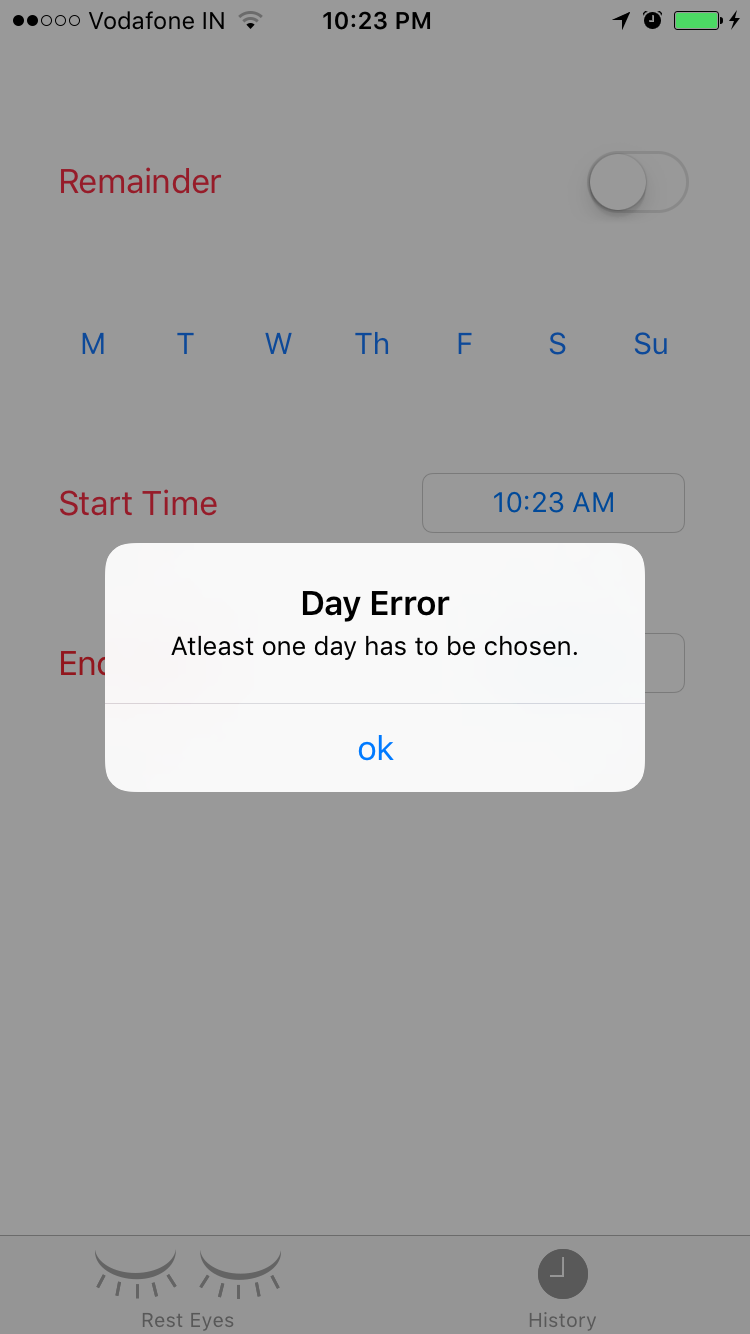 Vodafone IN 10:23 PM
Remainder
M T W Th F S Su
Start Time 10:23 AM
Day Error
Atleast one day has to be chosen.
ok
Rest Eyes History